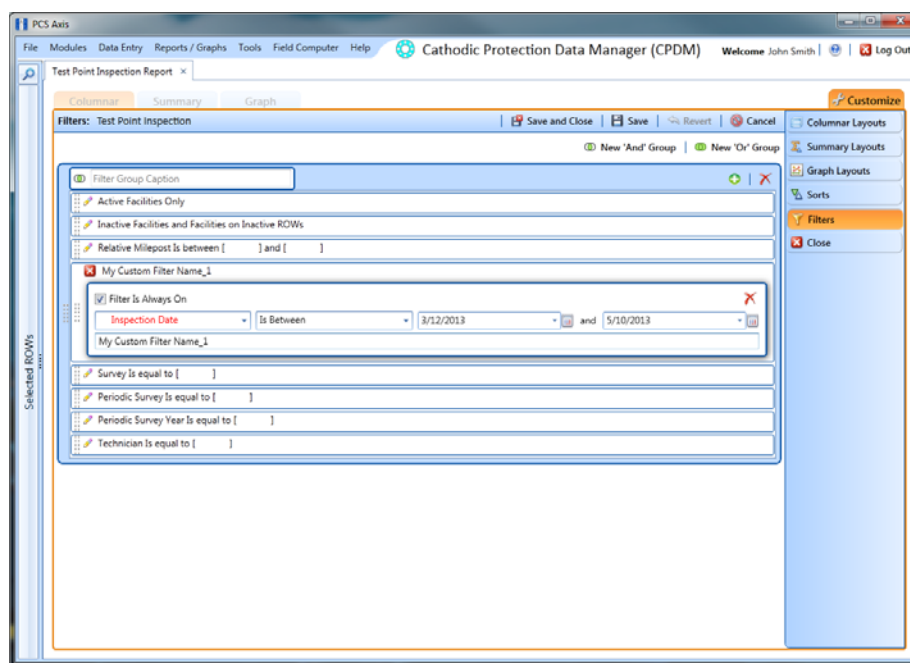 PCS Axis
File Modules Data Entry Reports / Graphs Tools Field Computer Help Cathodic Protection Data Manager (CPDM) Welcome John Smith | Log Out
Test Point Inspection Report ×
Columnar Summary Graph Customize
Filters: Test Point Inspection | Save and Close | Save | Revert | Cancel
Columnar Layouts
New 'And' Group | New 'Or' Group
Summary Layouts
Graph Layouts
Sorts
Filters
Close
Filter Group Caption
Active Facilities Only
Inactive Facilities and Facilities on Inactive ROWs
Relative Milepost Is between [ ] and [ ]
My Custom Filter Name_1
Filter Is Always On
Inspection Date Is Between 3/12/2013 and 5/10/2013
My Custom Filter Name_1
Survey Is equal to [ ]
Periodic Survey Is equal to [ ]
Periodic Survey Year Is equal to [ ]
Technician Is equal to [ ]
Selected ROWs